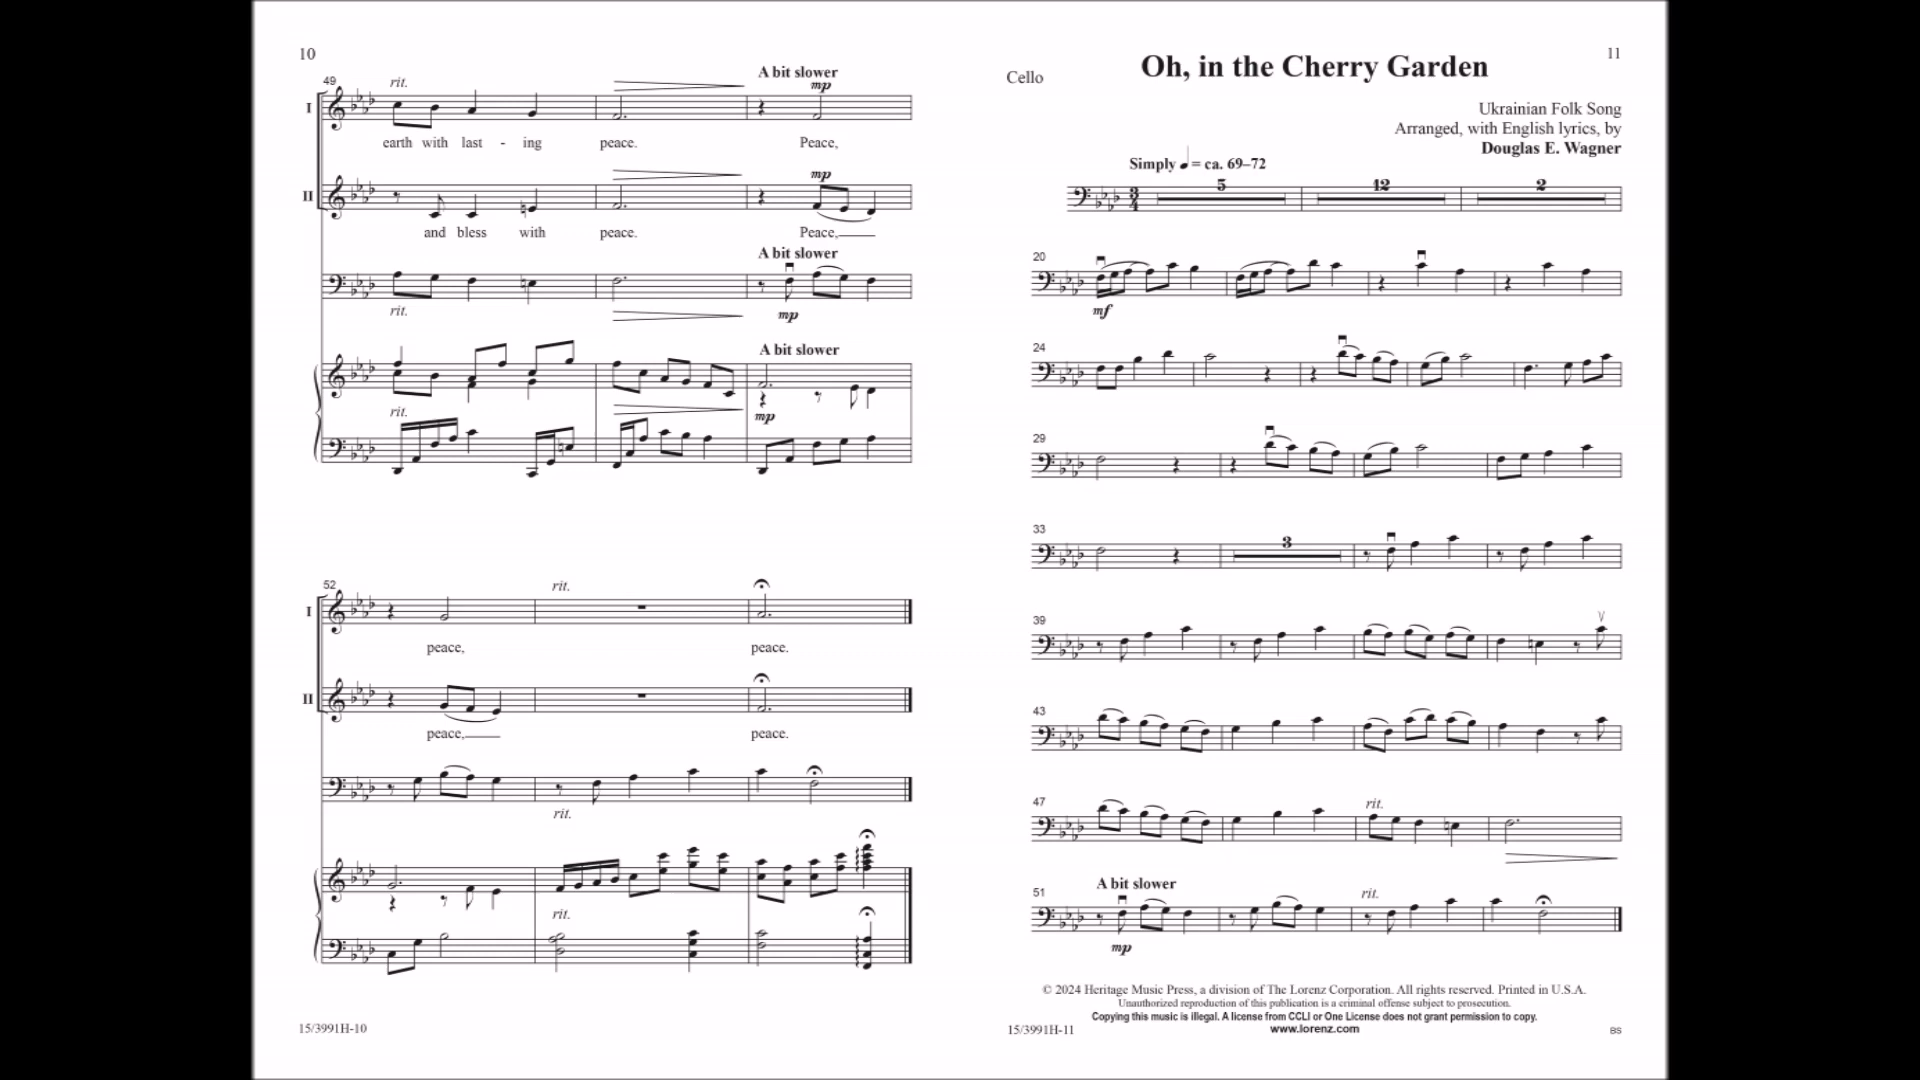 10
49
rit.
A bit slower
mp
I
earth with last - ing peace. Peace,
mp
II
and bless with peace. Peace,
A bit slower
rit.
mp
A bit slower
rit.
mp
52
rit.
I
peace, peace.
II
peace, peace.
rit.
rit.
15/3991H-10
11
Oh, in the Cherry Garden
Cello
Ukrainian Folk Song
Arranged, with English lyrics, by
Douglas E. Wagner
Simply ♩ = ca. 69–72
3
4
5 12 2
20
mf
24
29
33
3
39
43
47
rit.
51
A bit slower
rit.
mp
© 2024 Heritage Music Press, a division of The Lorenz Corporation. All rights reserved. Printed in U.S.A.
Unauthorized reproduction of this publication is a criminal offense subject to prosecution.
Copying this music is illegal. A license from CCLI or One License does not grant permission to copy.
www.lorenz.com
15/3991H-11
BS